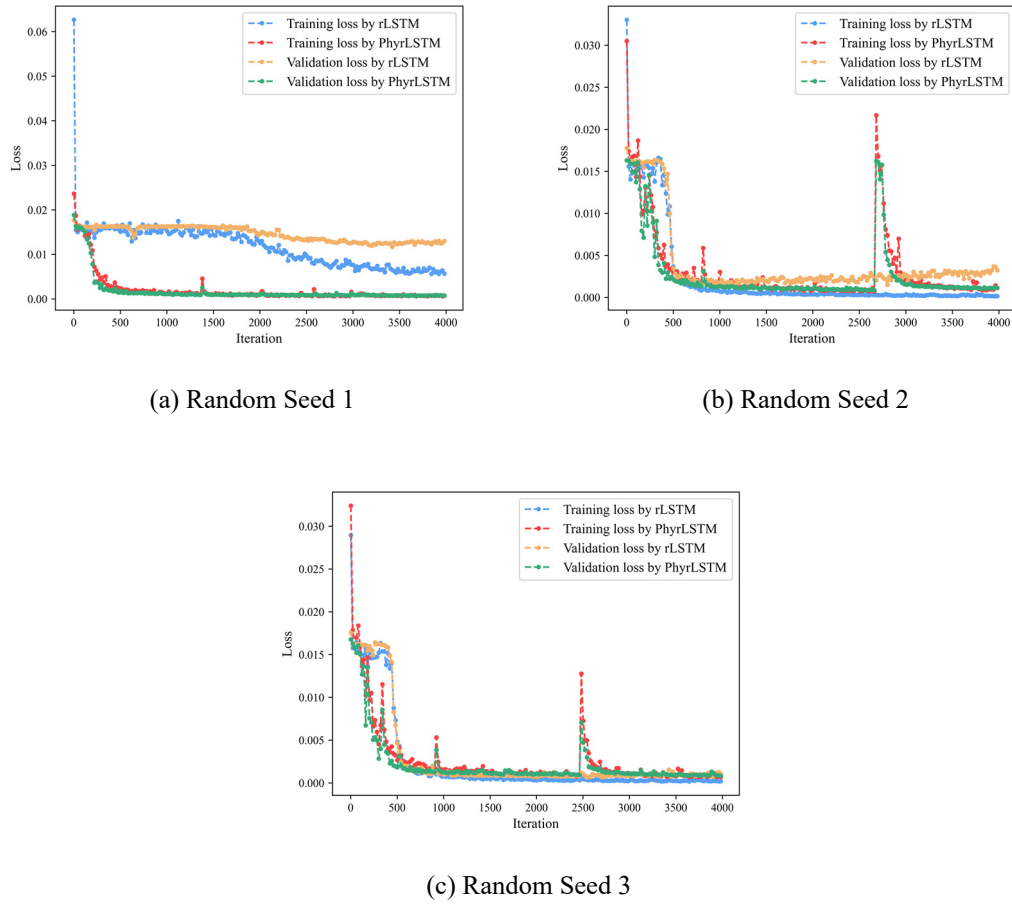 Training loss by rLSTM
Training loss by PhyrLSTM
Validation loss by rLSTM
Validation loss by PhyrLSTM
0.06
0.05
0.04
0.03
0.02
0.01
0.00
Loss
0 500 1000 1500 2000 2500 3000 3500 4000
Iteration
(a) Random Seed 1
Training loss by rLSTM
Training loss by PhyrLSTM
Validation loss by rLSTM
Validation loss by PhyrLSTM
0.030
0.025
0.020
0.015
0.010
0.005
0.000
Loss
0 500 1000 1500 2000 2500 3000 3500 4000
Iteration
(b) Random Seed 2
Training loss by rLSTM
Training loss by PhyrLSTM
Validation loss by rLSTM
Validation loss by PhyrLSTM
0.030
0.025
0.020
0.015
0.010
0.005
0.000
Loss
0 500 1000 1500 2000 2500 3000 3500 4000
Iteration
(c) Random Seed 3